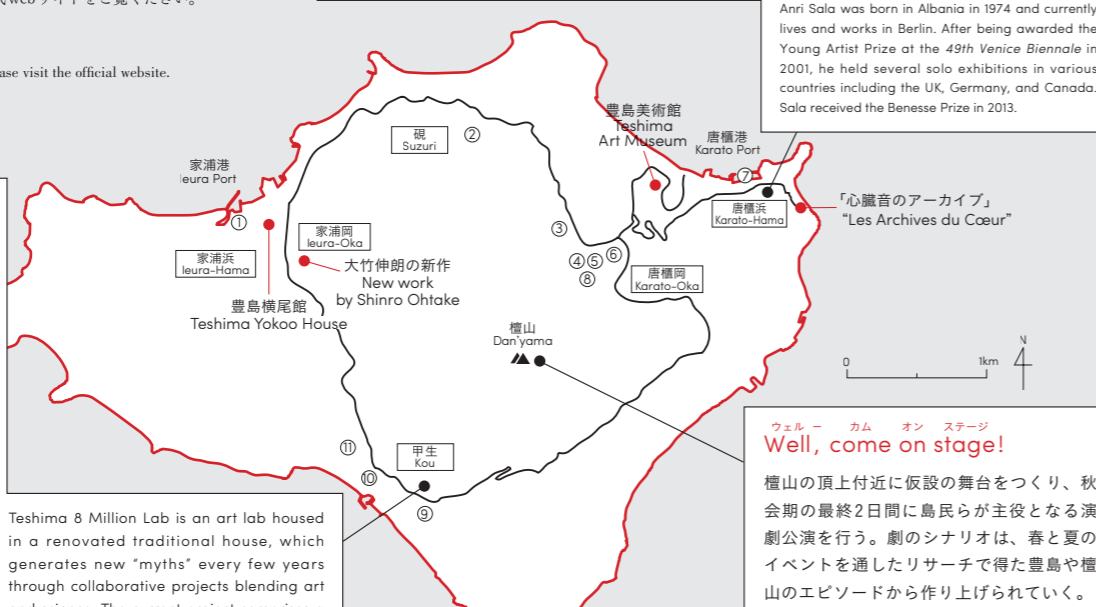 webサイトをご覧ください。
ase visit the official website.
Anri Sala was born in Albania in 1974 and currently
lives and works in Berlin. After being awarded the
Young Artist Prize at the 49th Venice Biennale in
2001, he held several solo exhibitions in various
countries including the UK, Germany, and Canada.
Sala received the Benesse Prize in 2013.
豊島美術館
Teshima
Art Museum
唐櫃港
Karato Port
硯
Suzuri
②
家浦港
Ieura Port
⑦
①
唐櫃浜
Karato-Hama
「心臓音のアーカイブ」
“Les Archives du Cœur”
③
家浦岡
Ieura-Oka
家浦浜
Ieura-Hama
④⑤⑥
⑧
大竹伸朗の新作
New work
by Shinro Ohtake
唐櫃岡
Karato-Oka
豊島横尾館
Teshima Yokoo House
檀山
Dan'yama
N
0 1km
⑪
甲生
Kou
⑩
⑨
ウェル ー カム オン ステージ
Well, come on stage!
檀山の頂上付近に仮設の舞台をつくり、秋
会期の最終2日間に島民らが主役となる演
劇公演を行う。劇のシナリオは、春と夏の
イベントを通したリサーチで得た豊島や檀
山のエピソードから作り上げられていく。
Teshima 8 Million Lab is an art lab housed
in a renovated traditional house, which
generates new "myths" every few years
through collaborative projects blending art